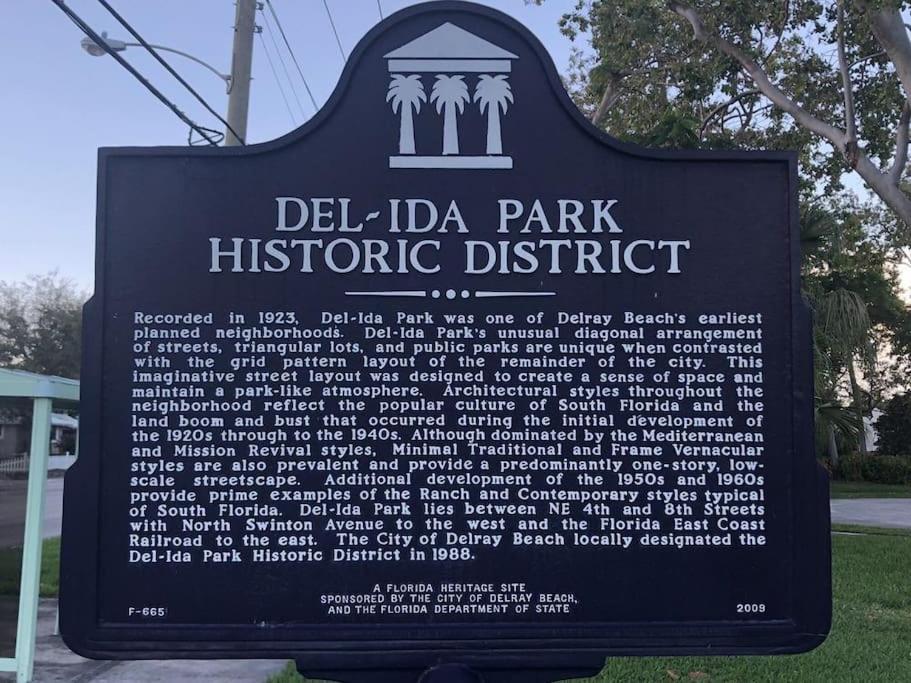 DEL-IDA PARK
HISTORIC DISTRICT
Recorded in 1923, Del-Ida Park was one of Delray Beach's earliest
planned neighborhoods. Del-Ida Park's unusual diagonal arrangement
of streets, triangular lots, and public parks are unique when contrasted
with the grid pattern layout of the remainder of the city. This
imaginative street layout was designed to create a sense of space and
maintain a park-like atmosphere. Architectural styles throughout the
neighborhood reflect the popular culture of South Florida and the
land boom and bust that occurred during the initial development of
the 1920s through to the 1940s. Although dominated by the Mediterranean
and Mission Revival styles, Minimal Traditional and Frame Vernacular
styles are also prevalent and provide a predominantly one-story, low-
scale streetscape. Additional development of the 1950s and 1960s
provide prime examples of the Ranch and Contemporary styles typical
of South Florida. Del-Ida Park lies between NE 4th and 8th Streets
with North Swinton Avenue to the west and the Florida East Coast
Railroad to the east. The City of Delray Beach locally designated the
Del-Ida Park Historic District in 1988.
A FLORIDA HERITAGE SITE
SPONSORED BY THE CITY OF DELRAY BEACH,
AND THE FLORIDA DEPARTMENT OF STATE
F-665
2009